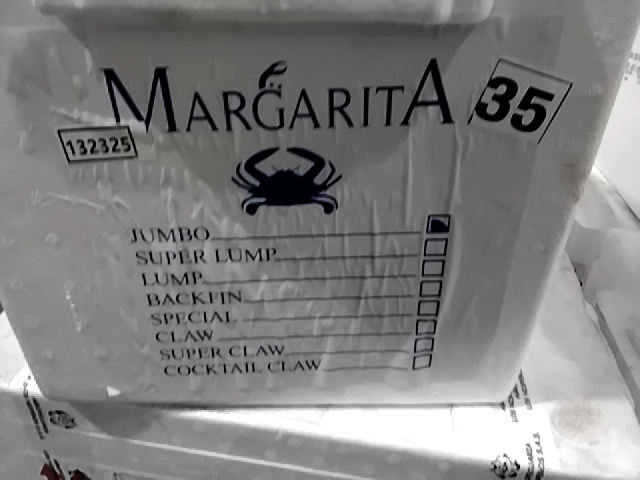 MARGARITA
35
132325
JUMBO
SUPER LUMP
LUMP
BACKFIN
SPECIAL
CLAW
SUPER CLAW
COCKTAIL CLAW